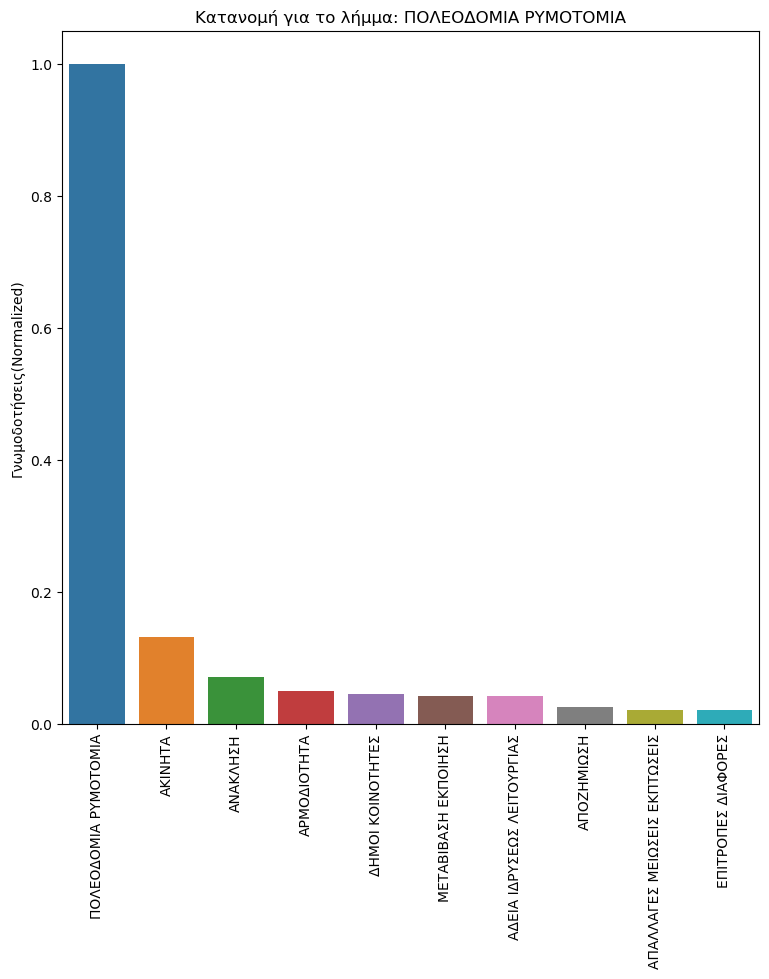 Κατανομή για το λήμμα: ΠΟΛΕΟΔΟΜΙΑ ΡΥΜΟΤΟΜΙΑ
Γνωμοδοτήσεις(Normalized)
1.0
0.8
0.6
0.4
0.2
0.0
ΠΟΛΕΟΔΟΜΙΑ ΡΥΜΟΤΟΜΙΑ
ΑΚΙΝΗΤΑ
ΑΝΑΚΛΗΣΗ
ΑΡΜΟΔΙΟΤΗΤΑ
ΔΗΜΟΙ ΚΟΙΝΟΤΗΤΕΣ
ΜΕΤΑΒΙΒΑΣΗ ΕΚΠΟΙΗΣΗ
ΑΔΕΙΑ ΙΔΡΥΣΕΩΣ ΛΕΙΤΟΥΡΓΙΑΣ
ΑΠΟΖΗΜΙΩΣΗ
ΑΠΑΛΛΑΓΕΣ ΜΕΙΩΣΕΙΣ ΕΚΠΤΩΣΕΙΣ
ΕΠΙΤΡΟΠΕΣ ΔΙΑΦΟΡΕΣ